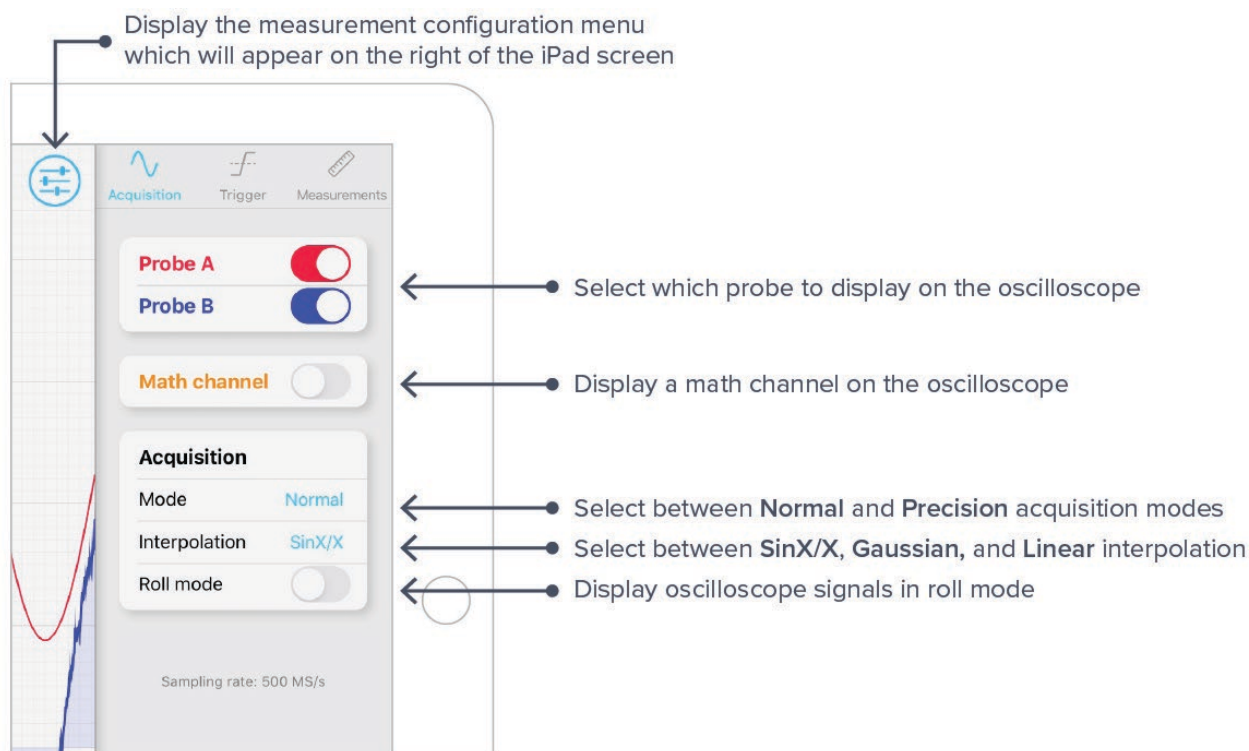 Display the measurement configuration menu
which will appear on the right of the iPad screen
Acquisition
Trigger
Measurements
Probe A
Select which probe to display on the oscilloscope
Probe B
Math channel
Display a math channel on the oscilloscope
Acquisition
Mode
Normal
Select between Normal and Precision acquisition modes
Interpolation
SinX/X
Select between SinX/X, Gaussian, and Linear interpolation
Roll mode
Display oscilloscope signals in roll mode
Sampling rate: 500 MS/s